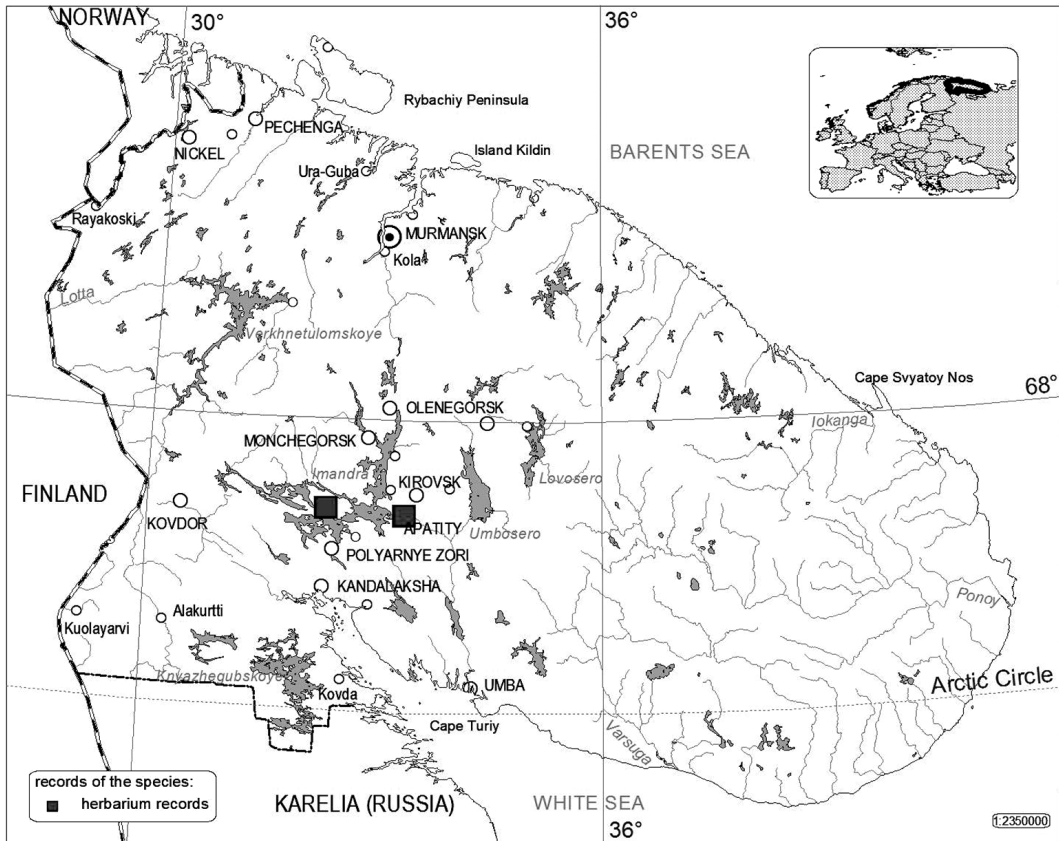 NORWAY
30°
36°
Rybachiy Peninsula
PECHENGA
NICKEL
Island Kildin
BARENTS SEA
Ura-Guba
Rayakoski
MURMANSK
Kola
Lotta
Verkhnetulomskoye
Cape Svyatoy Nos
68°
OLENEGORSK
Iokanga
MONCHEGORSK
Imandra
KIROVSK
Lovosero
FINLAND
KOVDOR
APATITY
Umbosero
POLYARNYE ZORI
KANDALAKSHA
Ponoy
Kuolayarvi
Alakurtti
Knyazhegubskoye
Kovda
UMBA
Arctic Circle
Cape Turiy
Varsuga
records of the species:
herbarium records
KARELIA (RUSSIA)
WHITE SEA
36°
1:2350000